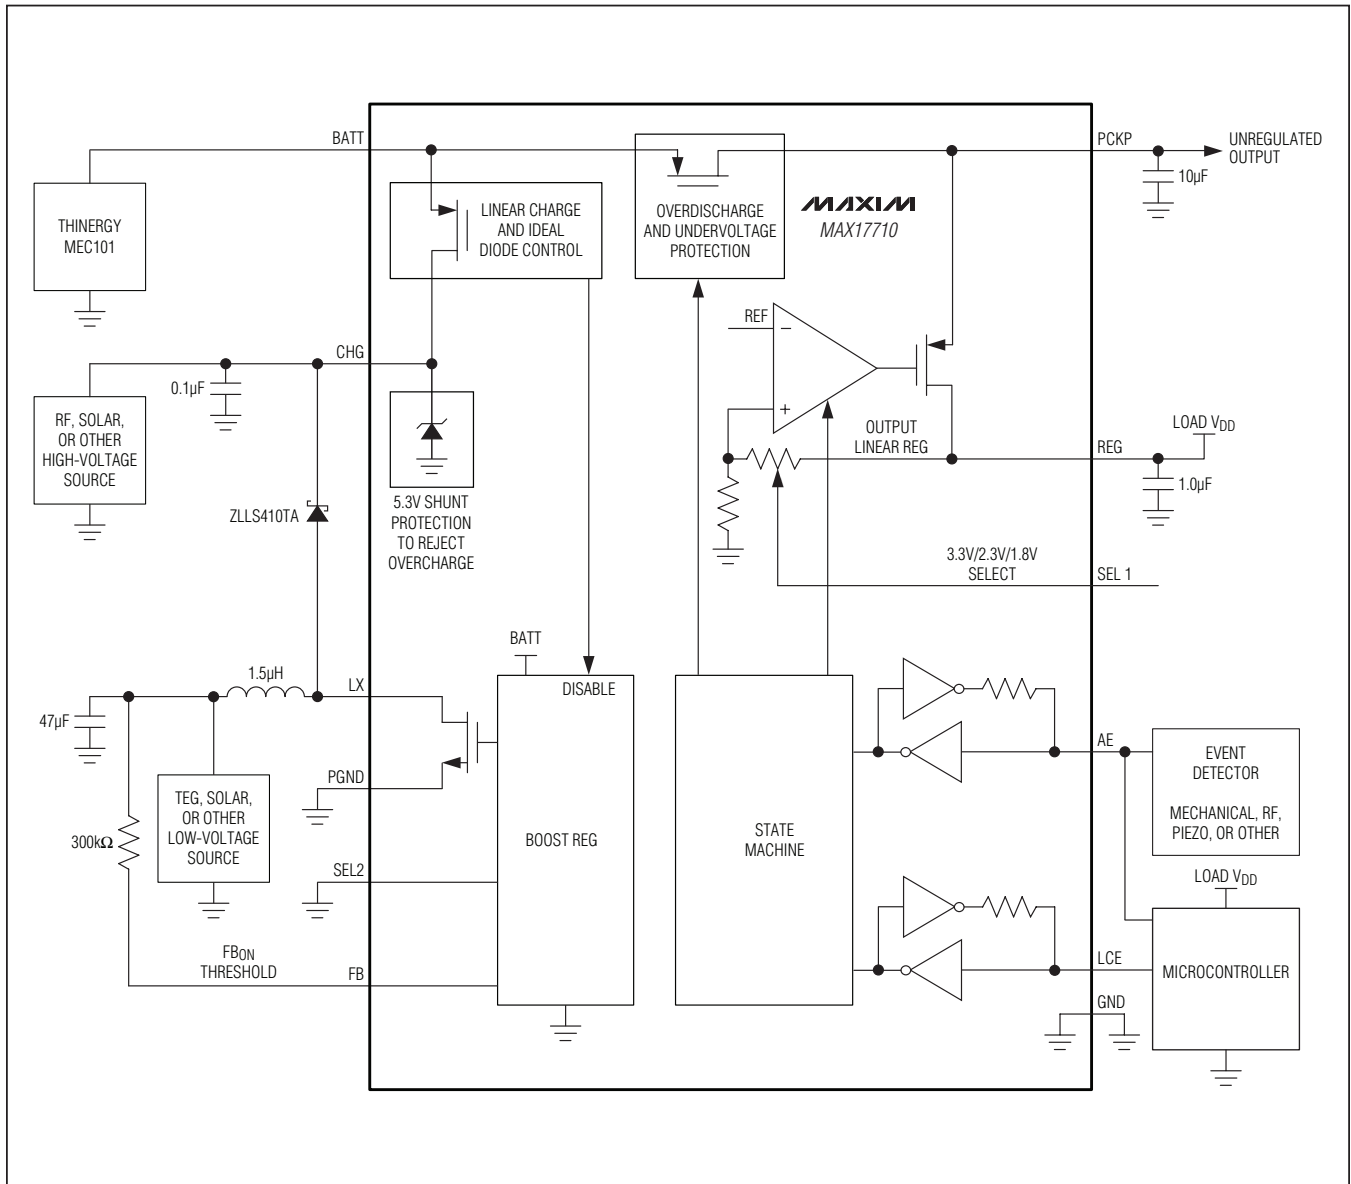 BATT
PCKP
UNREGULATED
OUTPUT
10µF
THINERGY
MEC101
LINEAR CHARGE
AND IDEAL
DIODE CONTROL
OVERDISCHARGE
AND UNDERVOLTAGE
PROTECTION
MAXIM
MAX17710
REF
−
+
CHG
0.1µF
RF, SOLAR,
OR OTHER
HIGH-VOLTAGE
SOURCE
ZLLS410TA
5.3V SHUNT
PROTECTION
TO REJECT
OVERCHARGE
OUTPUT
LINEAR REG
REG
LOAD VDD
1.0µF
3.3V/2.3V/1.8V
SELECT
SEL 1
BATT
1.5µH
LX
DISABLE
47µF
PGND
TEG, SOLAR,
OR OTHER
LOW-VOLTAGE
SOURCE
300kΩ
BOOST REG
SEL2
FBON
THRESHOLD
FB
STATE
MACHINE
AE
EVENT
DETECTOR
MECHANICAL, RF,
PIEZO, OR OTHER
LOAD VDD
LCE
MICROCONTROLLER
GND